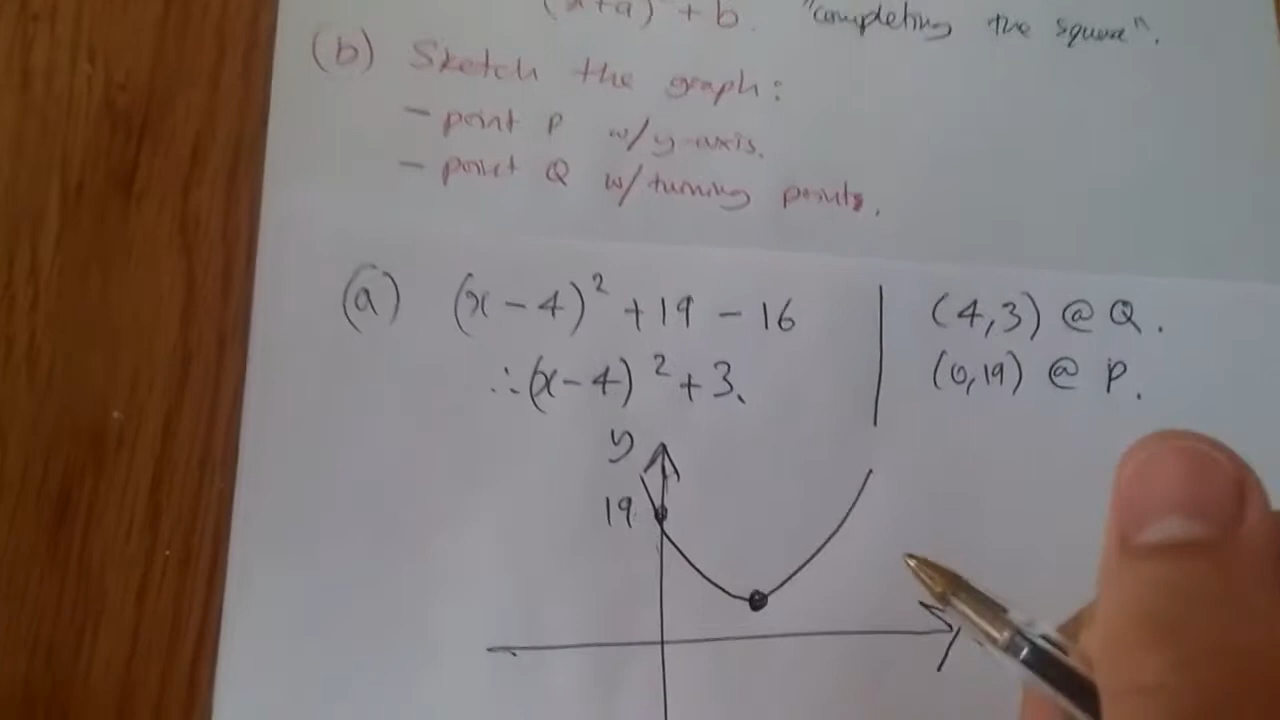 (x+a) + b. "completing the square".
(b) Sketch the graph:
- point P w/y-axis.
- point Q w/turning points.
(a) (x-4)² +19 -16
∴(x-4)² +3.
(4,3) @ Q.
(0,19) @ P.
y
19